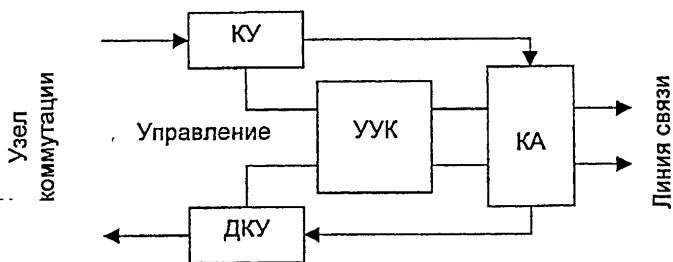 КУ
Узел
коммутации
Управление
УУК
КА
Линия связи
ДКУ